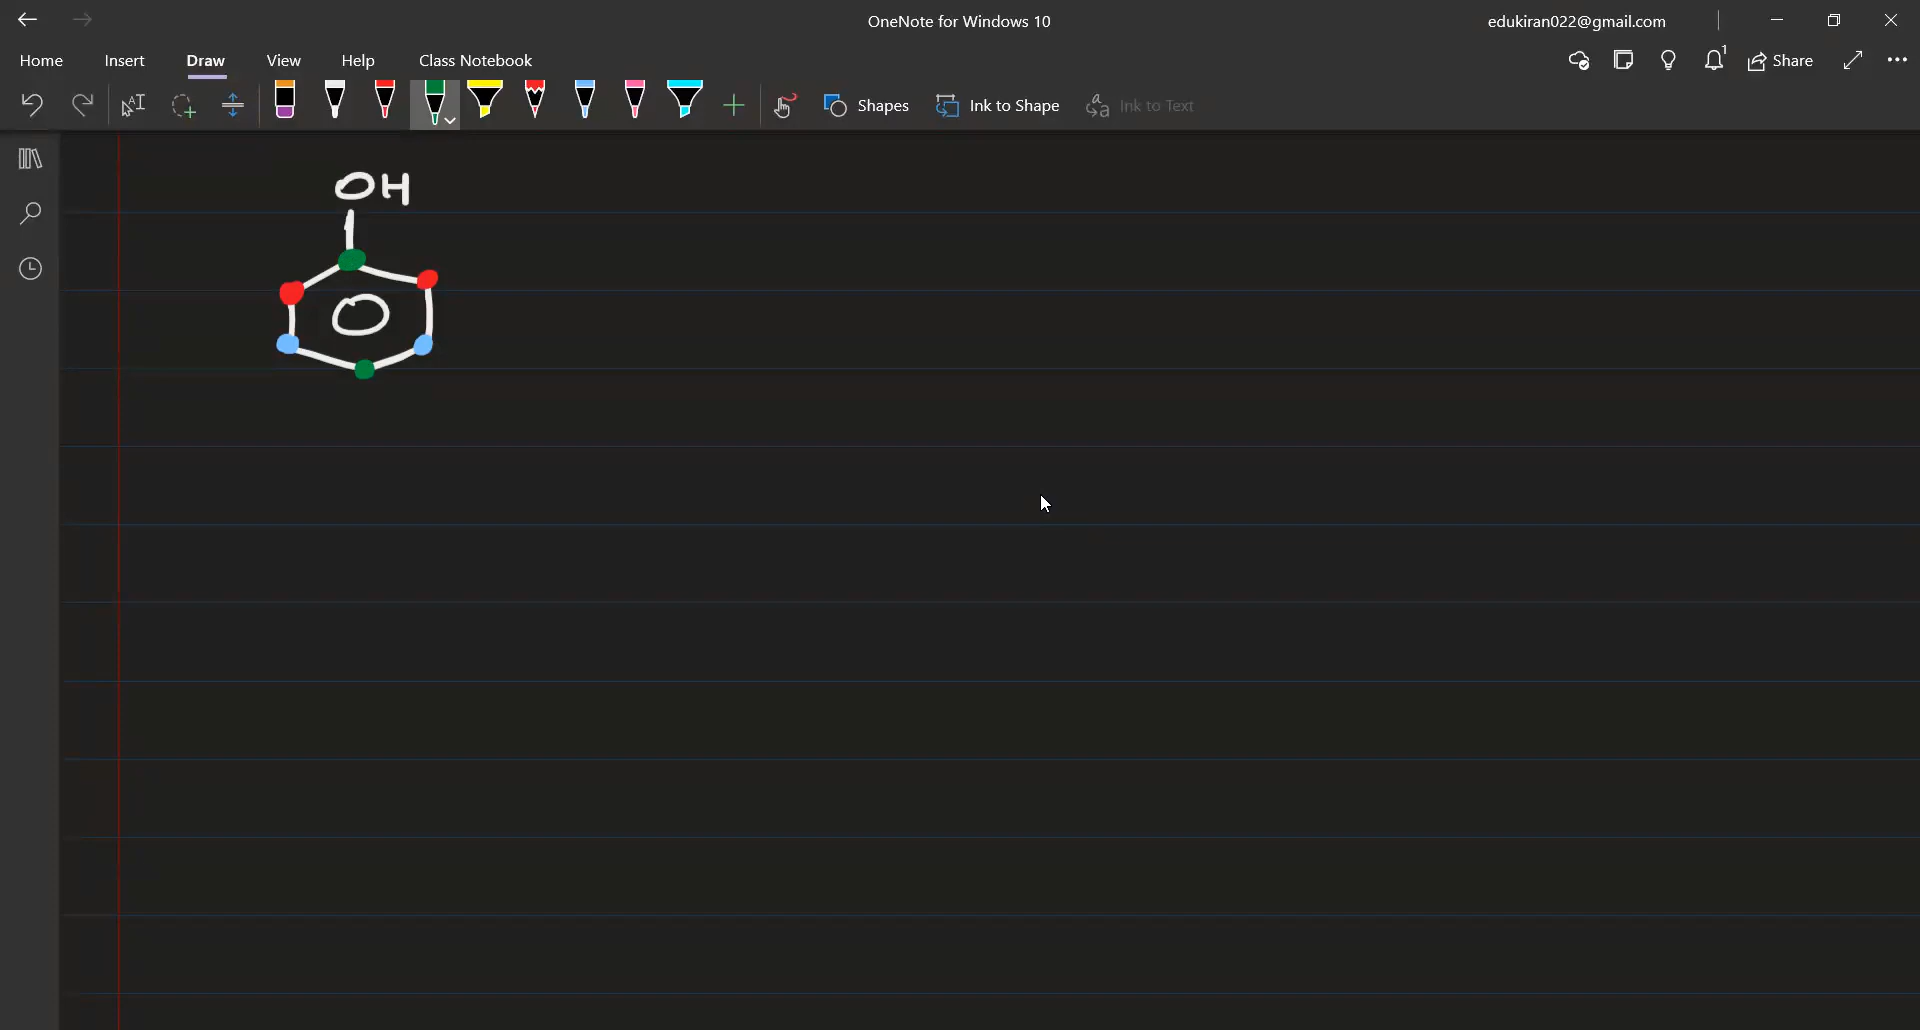 OneNote for Windows 10
edukiran022@gmail.com
Home Insert Draw View Help Class Notebook
1
Share
Shapes
Ink to Shape
a
a
Ink to Text
I
OH